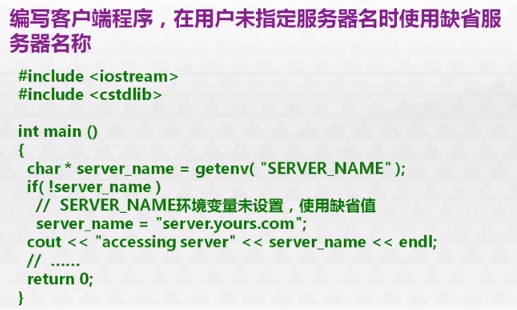 编写客户端程序，在用户未指定服务器名时使用缺省服
务器名称
#include <iostream>
#include <cstdlib>
int main ()
{
char * server_name = getenv( "SERVER_NAME" );
if( !server_name )
// SERVER_NAME环境变量未设置，使用缺省值
server_name = "server.yours.com";
cout << "accessing server" << server_name << endl;
// ……
return 0;
}